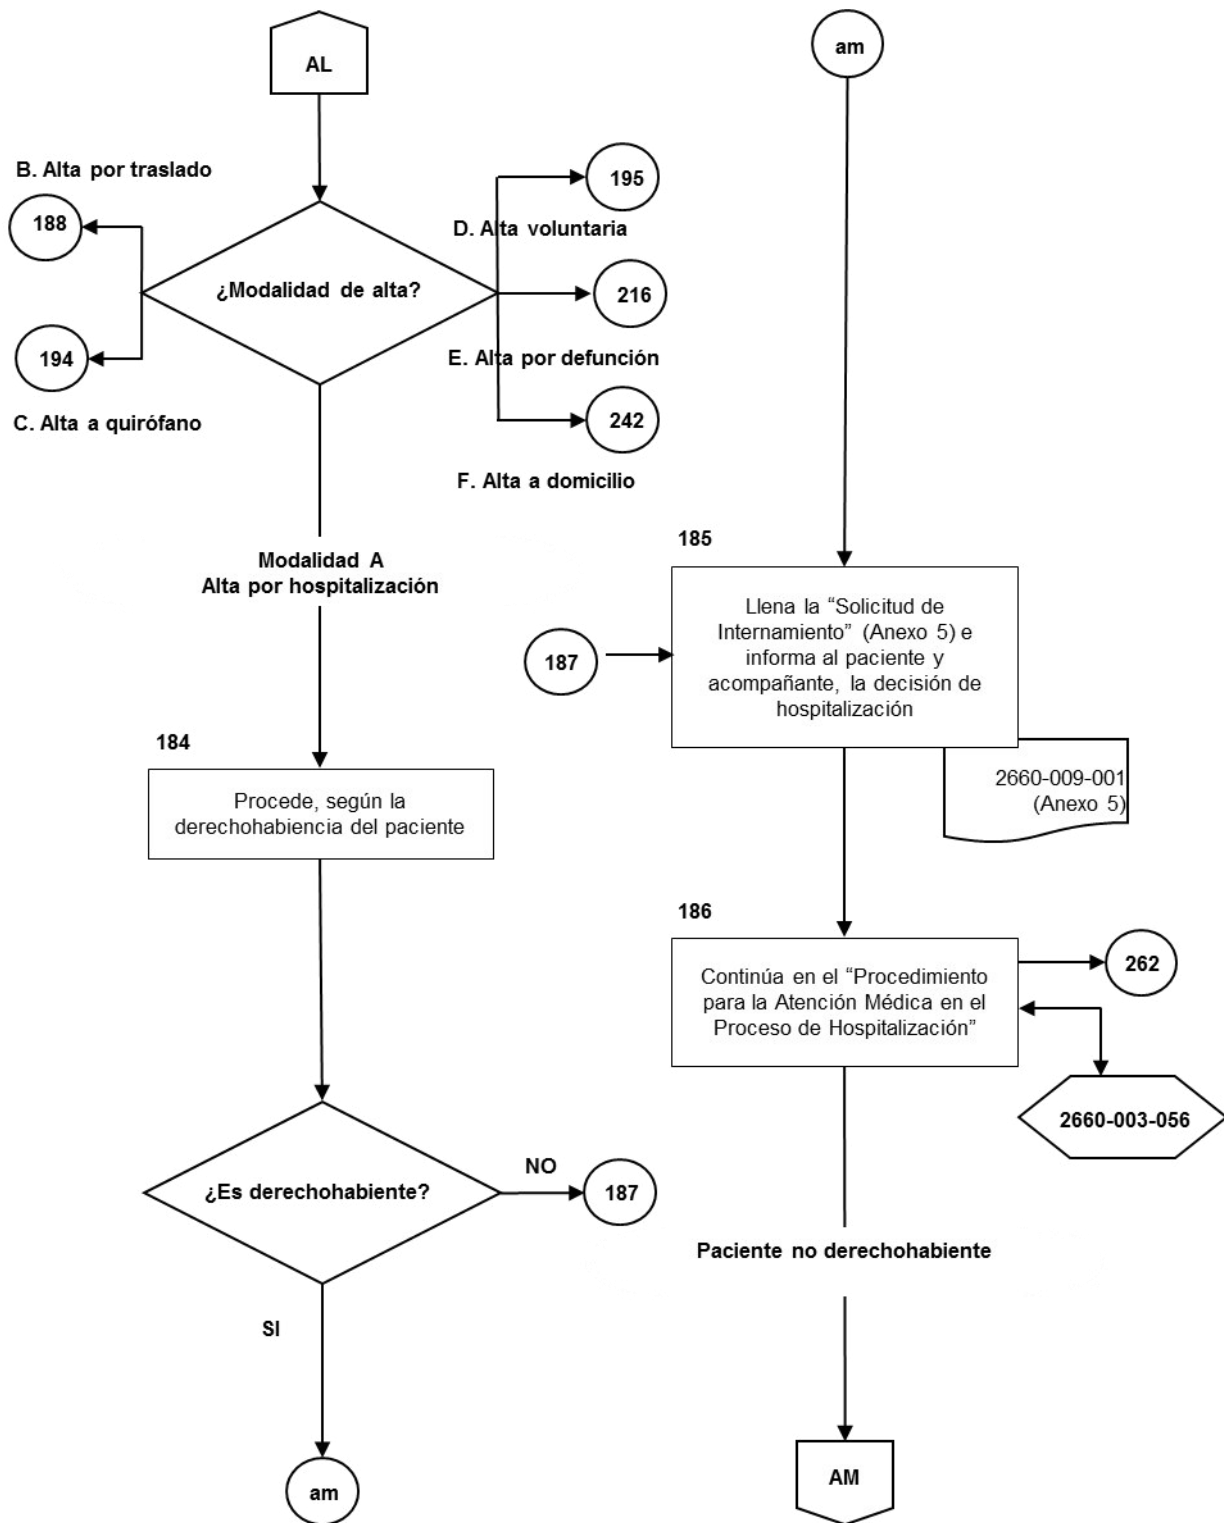 AL
B. Alta por traslado
188
¿Modalidad de alta?
194
C. Alta a quirófano
195
D. Alta voluntaria
216
E. Alta por defunción
242
F. Alta a domicilio
Modalidad A
Alta por hospitalización
184
Procede, según la
derechohabiencia del paciente
¿Es derechohabiente?
NO
187
SI
am
am
185
187
Llena la “Solicitud de
Internamiento” (Anexo 5) e
informa al paciente y
acompañante, la decisión de
hospitalización
2660-009-001
(Anexo 5)
186
Continúa en el “Procedimiento
para la Atención Médica en el
Proceso de Hospitalización”
262
2660-003-056
Paciente no derechohabiente
AM